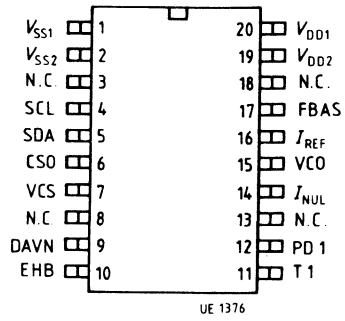 VSS1 1 20 VDD1
VSS2 2 19 VDD2
N.C. 3 18 N.C.
SCL 4 17 FBAS
SDA 5 16 IREF
CSO 6 15 VCO
VCS 7 14 INUL
N.C. 8 13 N.C.
DAVN 9 12 PD 1
EHB 10 11 T 1
UE 1376